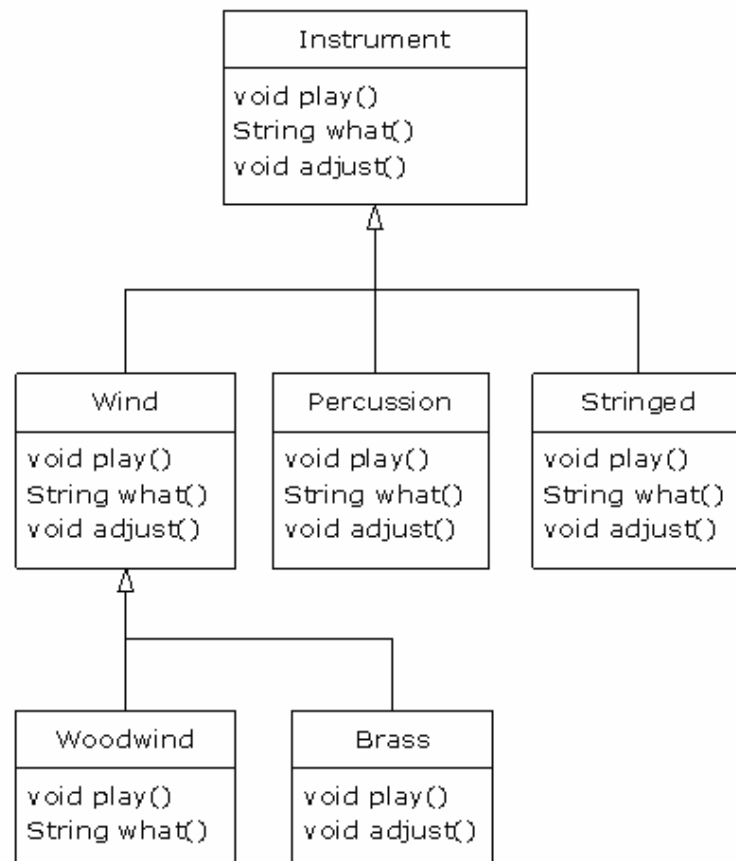 Instrument
void play()
String what()
void adjust()
Wind
void play()
String what()
void adjust()
Percussion
void play()
String what()
void adjust()
Stringed
void play()
String what()
void adjust()
Woodwind
void play()
String what()
Brass
void play()
void adjust()